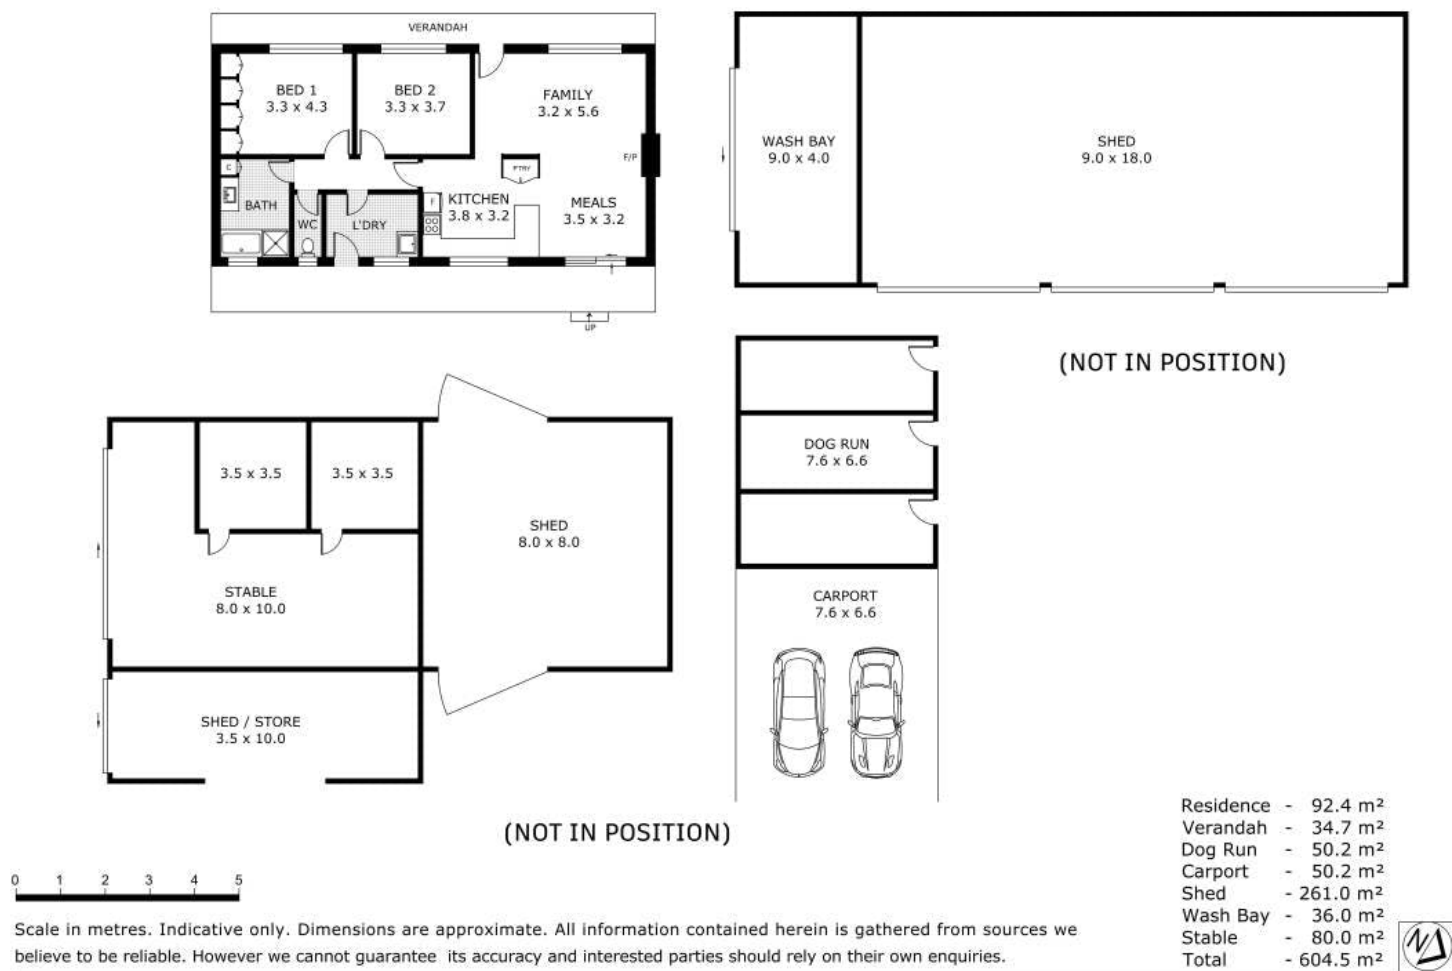 VERANDAH
BED 1
3.3 x 4.3
BED 2
3.3 x 3.7
FAMILY
3.2 x 5.6
F/P
P'TRY
C
BATH
WC
L'DRY
F
KITCHEN
3.8 x 3.2
MEALS
3.5 x 3.2
UP
WASH BAY
9.0 x 4.0
SHED
9.0 x 18.0
(NOT IN POSITION)
3.5 x 3.5
3.5 x 3.5
SHED
8.0 x 8.0
STABLE
8.0 x 10.0
SHED / STORE
3.5 x 10.0
DOG RUN
7.6 x 6.6
CARPORT
7.6 x 6.6
(NOT IN POSITION)
Residence - 92.4 m²
Verandah - 34.7 m²
Dog Run - 50.2 m²
Carport - 50.2 m²
Shed - 261.0 m²
Wash Bay - 36.0 m²
Stable - 80.0 m²
Total - 604.5 m²
0 1 2 3 4 5
Scale in metres. Indicative only. Dimensions are approximate. All information contained herein is gathered from sources we
believe to be reliable. However we cannot guarantee its accuracy and interested parties should rely on their own enquiries.
N